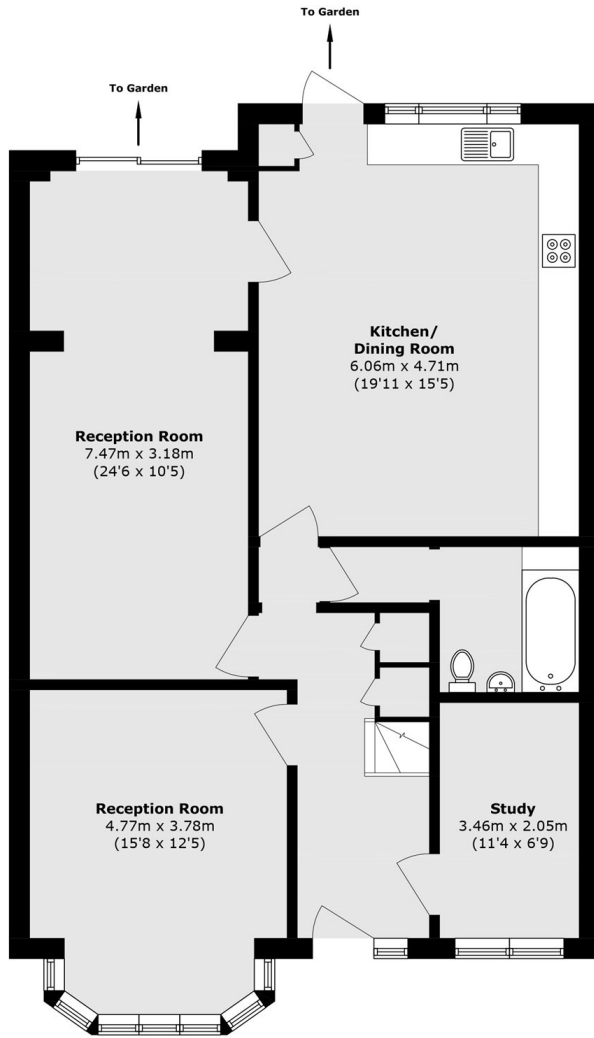 To Garden
To Garden
Kitchen/
Dining Room
6.06m x 4.71m
(19'11 x 15'5)
Reception Room
7.47m x 3.18m
(24'6 x 10'5)
Reception Room
4.77m x 3.78m
(15'8 x 12'5)
Study
3.46m x 2.05m
(11'4 x 6'9)